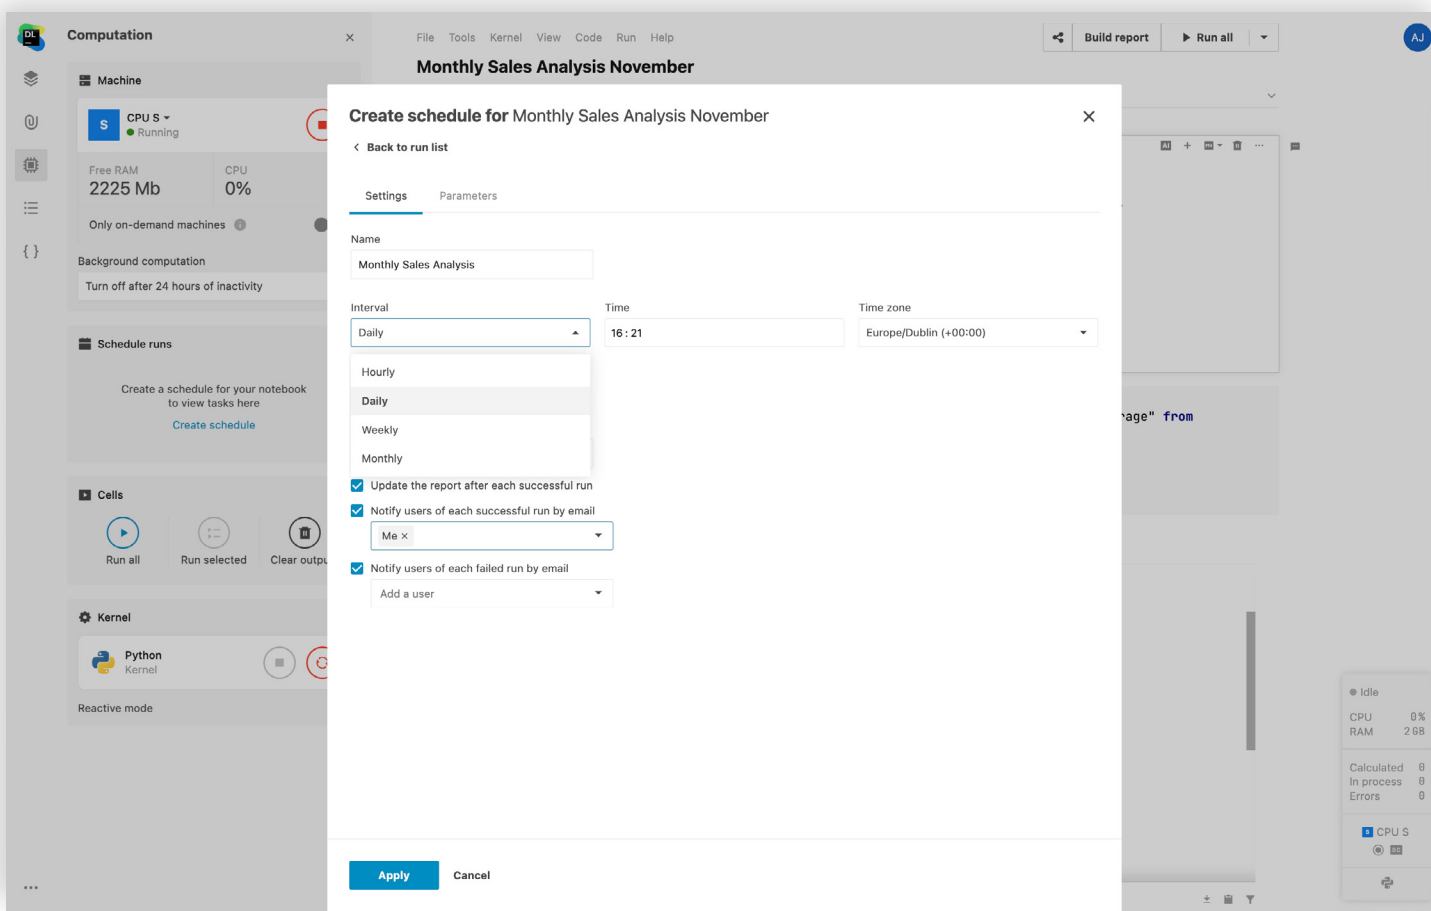 DL
Computation
File Tools Kernel View Code Run Help
Build report
Run all
AJ
Monthly Sales Analysis November
Machine
S
CPU S
Running
Free RAM
2225 Mb
CPU
0%
Only on-demand machines
Background computation
Turn off after 24 hours of inactivity
Schedule runs
Create a schedule for your notebook
to view tasks here
Create schedule
Cells
Run all
Run selected
Clear outpu
Kernel
Python
Kernel
Reactive mode
Create schedule for Monthly Sales Analysis November
Back to run list
Settings
Parameters
Name
Monthly Sales Analysis
Interval
Time
Time zone
Daily
16 : 21
Europe/Dublin (+00:00)
Hourly
Daily
Weekly
Monthly
Update the report after each successful run
Notify users of each successful run by email
Me ×
Notify users of each failed run by email
Add a user
Apply
Cancel
AI
rage" from
Idle
CPU 0%
RAM 2 GB
Calculated 0
In process 0
Errors 0
S CPU S